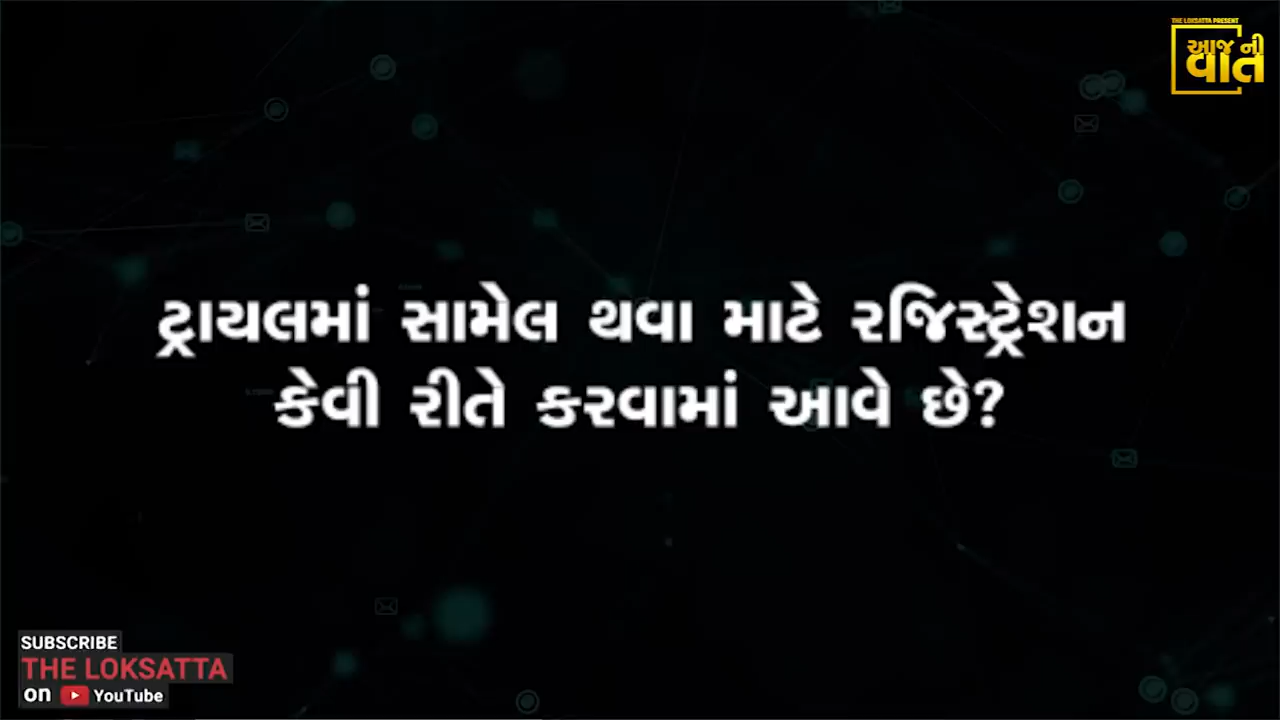 THE LOKSATTA PRESENT
આજ ની
વાત
ટ્રાયલમાં સામેલ થવા માટે રજિસ્ટ્રેશન
કેવી રીતે કરવામાં આવે છે?
SUBSCRIBE
THE LOKSATTA
on YouTube